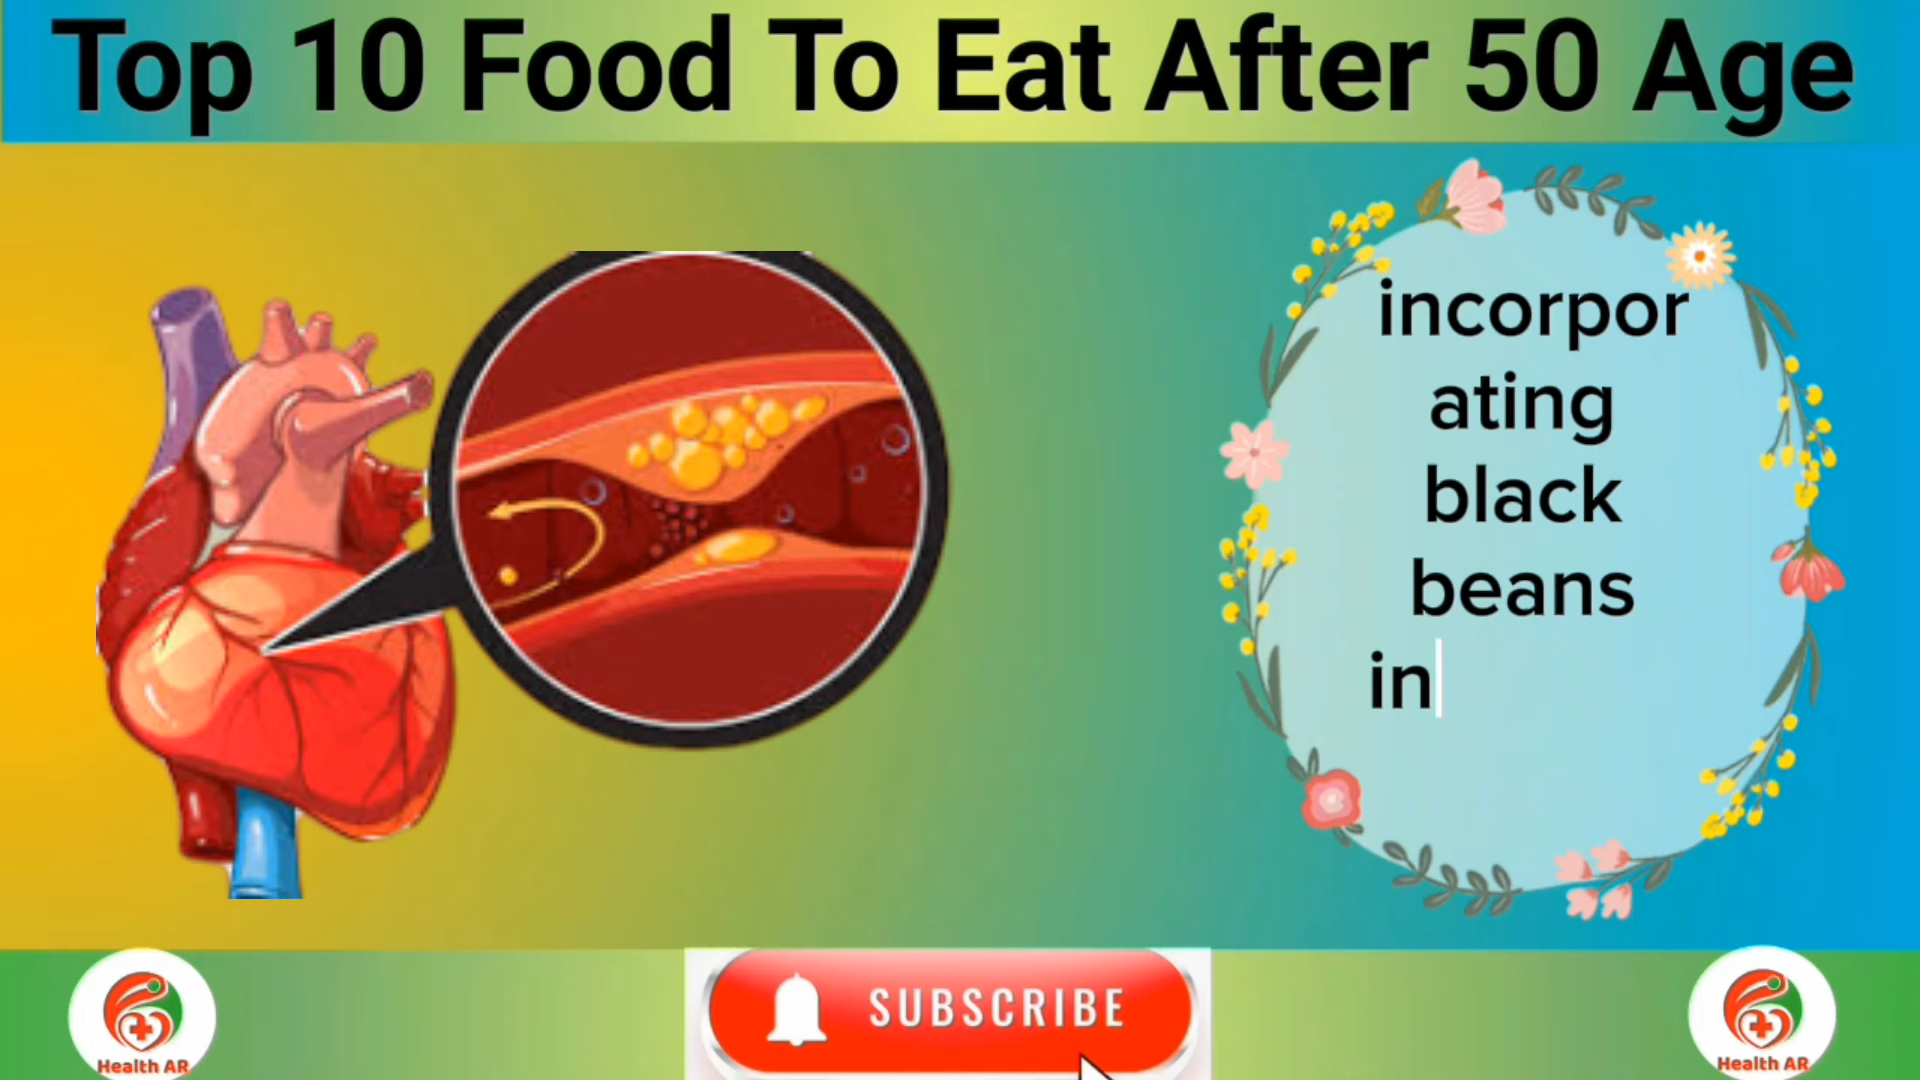 Top 10 Food To Eat After 50 Age
incorpor
ating
black
beans
in
SUBSCRIBE
Health AR
Health AR